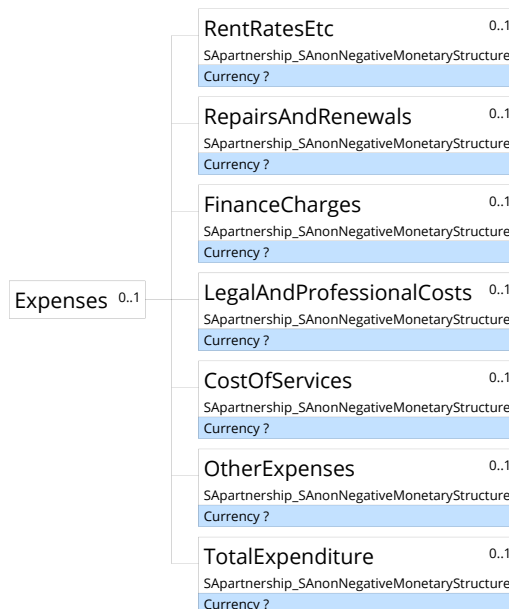 RentRatesEtc 0..1
SApartnership_SAnonNegativeMonetaryStructure
Currency ?
RepairsAndRenewals 0..1
SApartnership_SAnonNegativeMonetaryStructure
Currency ?
FinanceCharges 0..1
SApartnership_SAnonNegativeMonetaryStructure
Currency ?
Expenses 0..1
LegalAndProfessionalCosts 0..1
SApartnership_SAnonNegativeMonetaryStructure
Currency ?
CostOfServices 0..1
SApartnership_SAnonNegativeMonetaryStructure
Currency ?
OtherExpenses 0..1
SApartnership_SAnonNegativeMonetaryStructure
Currency ?
TotalExpenditure 0..1
SApartnership_SAnonNegativeMonetaryStructure
Currency ?